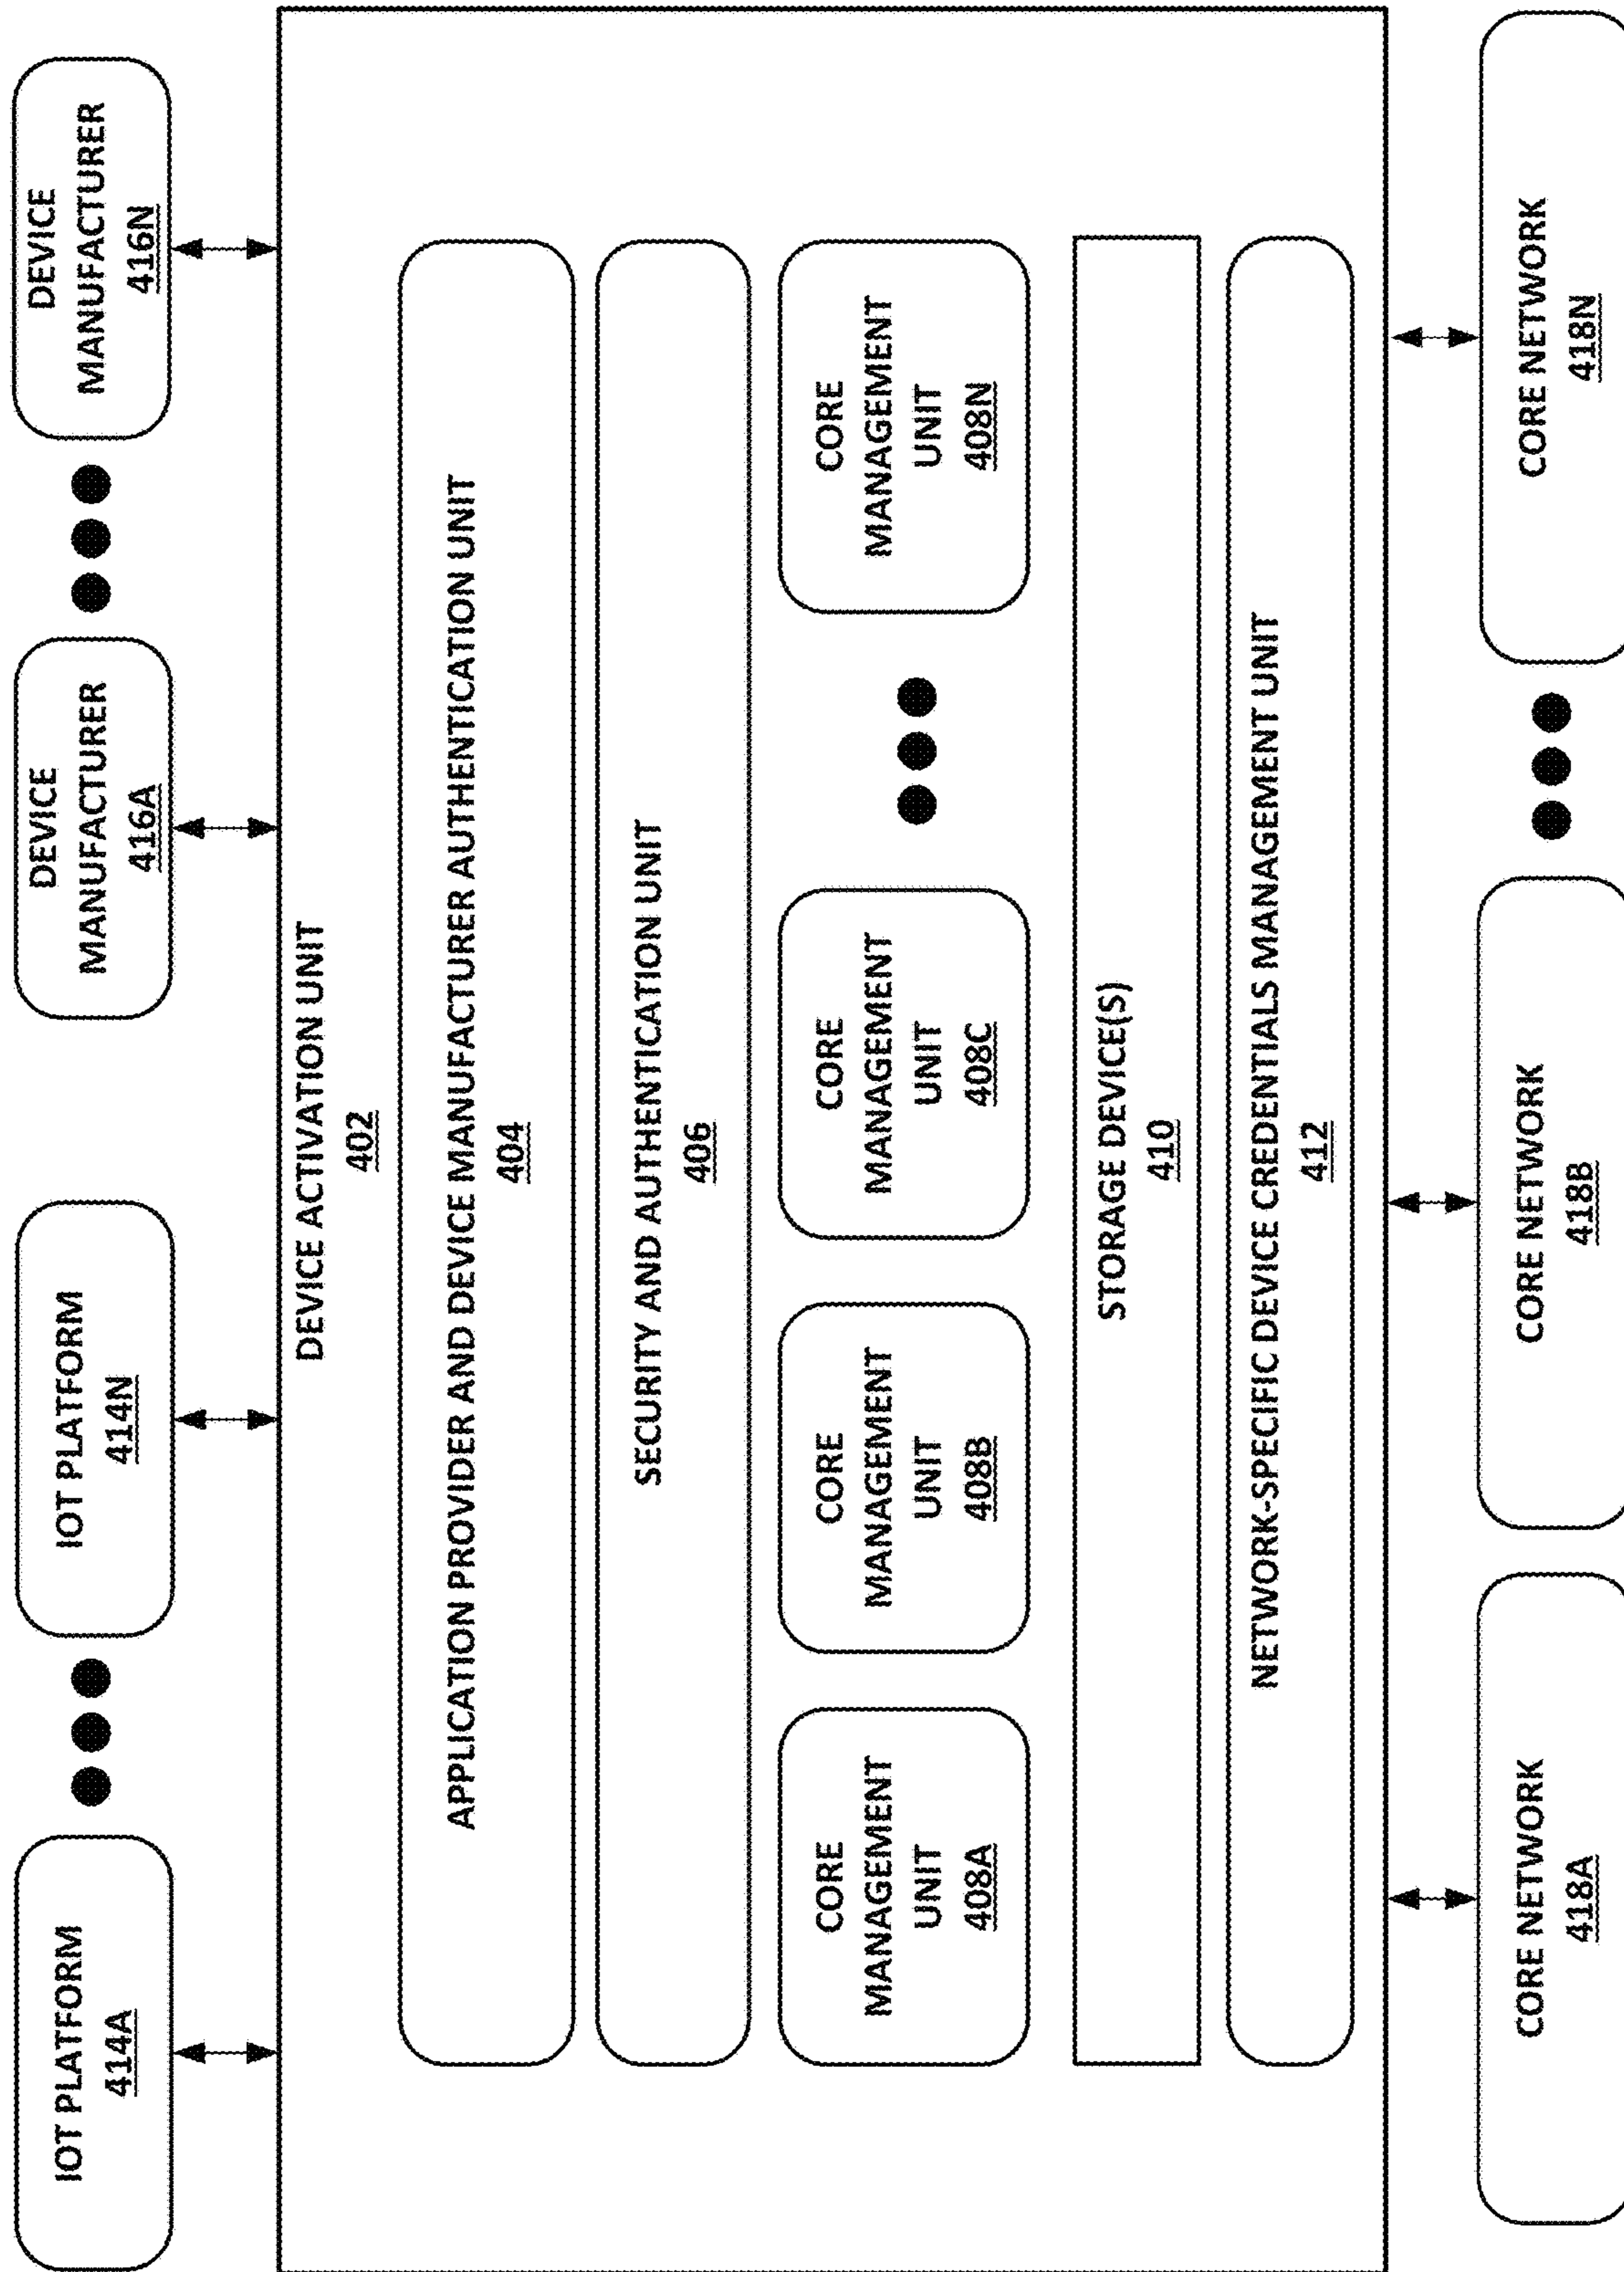 IOT PLATFORM
414A
IOT PLATFORM
414N
DEVICE
MANUFACTURER
416A
DEVICE
MANUFACTURER
416N
DEVICE ACTIVATION UNIT
402
APPLICATION PROVIDER AND DEVICE MANUFACTURER AUTHENTICATION UNIT
404
SECURITY AND AUTHENTICATION UNIT
406
CORE
MANAGEMENT
UNIT
408A
CORE
MANAGEMENT
UNIT
408B
CORE
MANAGEMENT
UNIT
408C
CORE
MANAGEMENT
UNIT
408N
STORAGE DEVICE(S)
410
NETWORK-SPECIFIC DEVICE CREDENTIALS MANAGEMENT UNIT
412
CORE NETWORK
418A
CORE NETWORK
418B
CORE NETWORK
418N